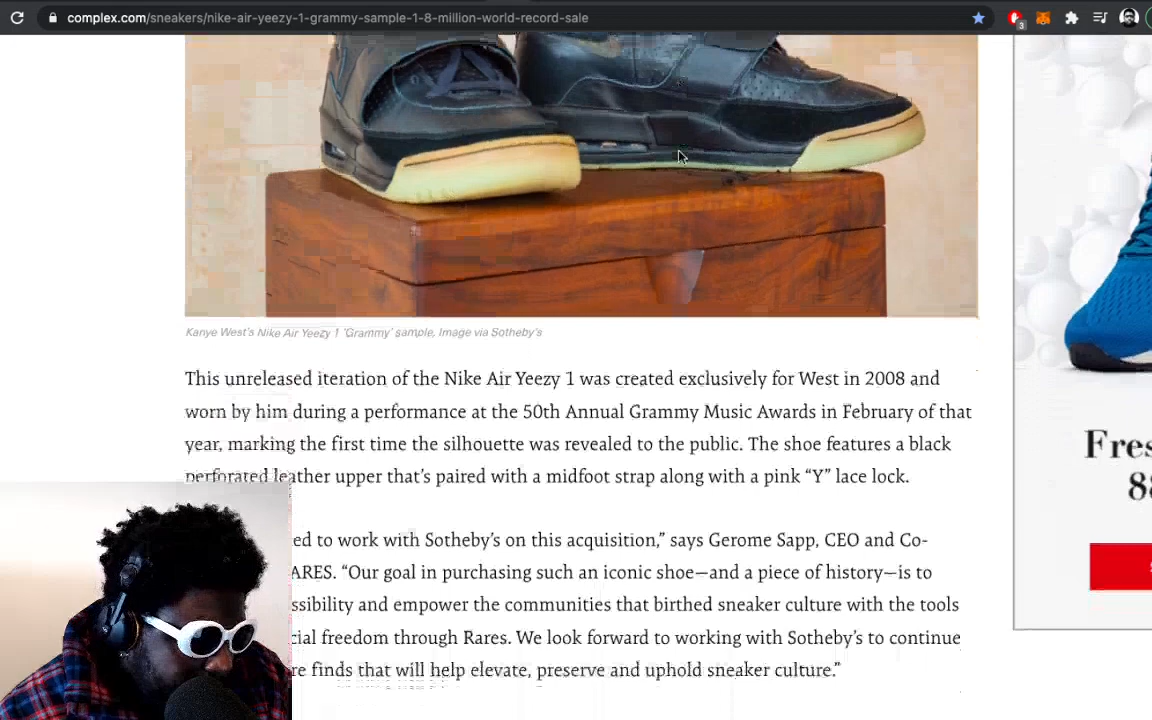 complex.com/sneakers/nike-air-yeezy-1-grammy-sample-1-8-million-world-record-sale
3
Kanye West's Nike Air Yeezy 1 'Grammy' sample, Image via Sotheby's
This unreleased iteration of the Nike Air Yeezy 1 was created exclusively for West in 2008 and
worn by him during a performance at the 50th Annual Grammy Music Awards in February of that
year, marking the first time the silhouette was revealed to the public. The shoe features a black
perforated leather upper that's paired with a midfoot strap along with a pink “Y” lace lock.
ed to work with Sotheby's on this acquisition,” says Gerome Sapp, CEO and Co-
ARES. “Our goal in purchasing such an iconic shoe—and a piece of history—is to
ssibility and empower the communities that birthed sneaker culture with the tools
cial freedom through Rares. We look forward to working with Sotheby's to continue
re finds that will help elevate, preserve and uphold sneaker culture.”
Fres
88